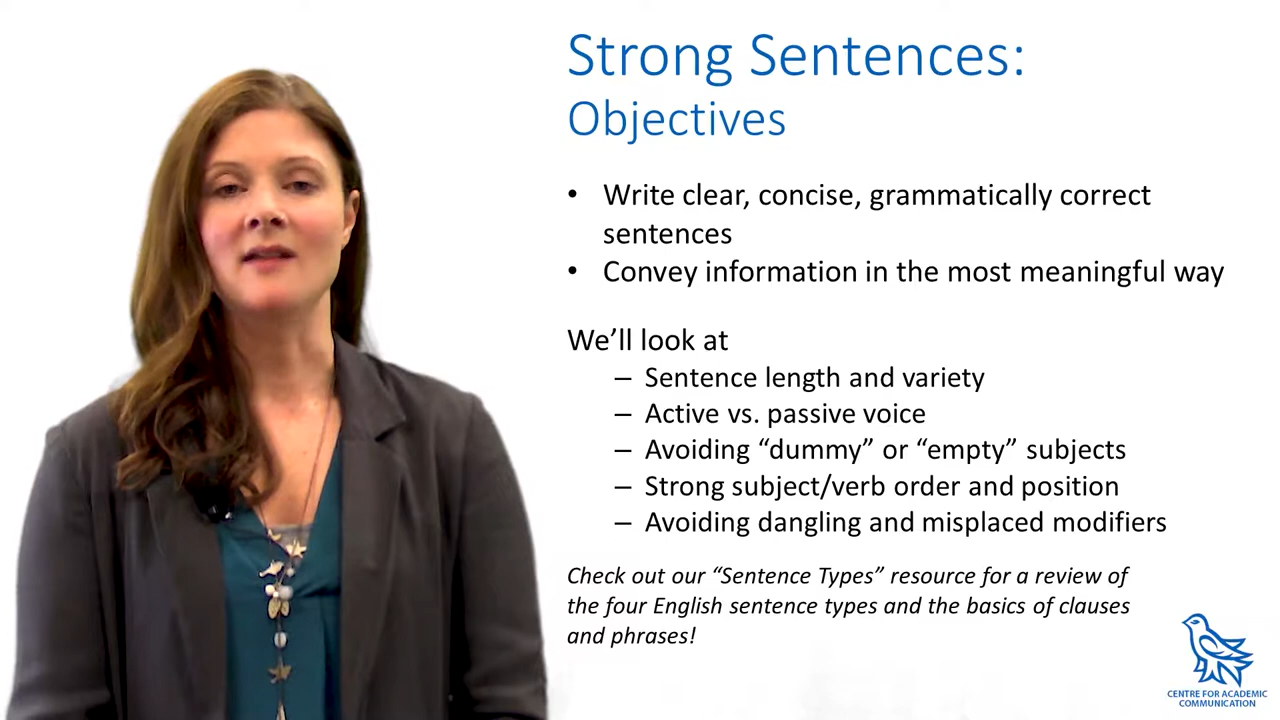 Strong Sentences:
Objectives
• Write clear, concise, grammatically correct
sentences
• Convey information in the most meaningful way
We’ll look at
– Sentence length and variety
– Active vs. passive voice
– Avoiding “dummy” or “empty” subjects
– Strong subject/verb order and position
– Avoiding dangling and misplaced modifiers
Check out our “Sentence Types” resource for a review of
the four English sentence types and the basics of clauses
and phrases!
CENTRE FOR ACADEMIC
COMMUNICATION